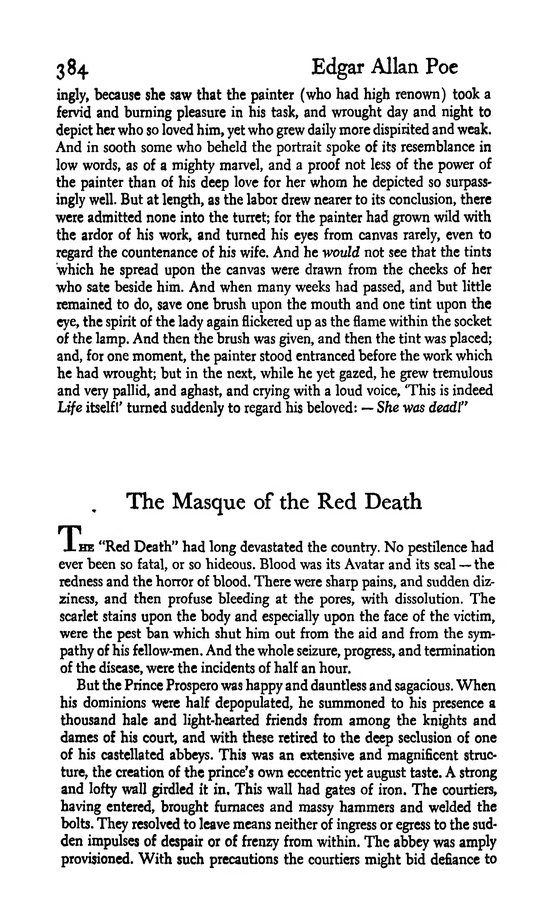 384 Edgar Allan Poe
ingly, because she saw that the painter (who had high renown) took a
fervid and burning pleasure in his task, and wrought day and night to
depict her who so loved him, yet who grew daily more dispirited and weak.
And in sooth some who beheld the portrait spoke of its resemblance in
low words, as of a mighty marvel, and a proof not less of the power of
the painter than of his deep love for her whom he depicted so surpass-
ingly well. But at length, as the labor drew nearer to its conclusion, there
were admitted none into the turret; for the painter had grown wild with
the ardor of his work, and turned his eyes from canvas rarely, even to
regard the countenance of his wife. And he would not see that the tints
which he spread upon the canvas were drawn from the cheeks of her
who sate beside him. And when many weeks had passed, and but little
remained to do, save one brush upon the mouth and one tint upon the
eye, the spirit of the lady again flickered up as the flame within the socket
of the lamp. And then the brush was given, and then the tint was placed;
and, for one moment, the painter stood entranced before the work which
he had wrought; but in the next, while he yet gazed, he grew tremulous
and very pallid, and aghast, and crying with a loud voice, 'This is indeed
Life itself!' turned suddenly to regard his beloved: — She was dead!"
The Masque of the Red Death
THE "Red Death" had long devastated the country. No pestilence had
ever been so fatal, or so hideous. Blood was its Avatar and its seal — the
redness and the horror of blood. There were sharp pains, and sudden diz-
ziness, and then profuse bleeding at the pores, with dissolution. The
scarlet stains upon the body and especially upon the face of the victim,
were the pest ban which shut him out from the aid and from the sym-
pathy of his fellow-men. And the whole seizure, progress, and termination
of the disease, were the incidents of half an hour.
But the Prince Prospero was happy and dauntless and sagacious. When
his dominions were half depopulated, he summoned to his presence a
thousand hale and light-hearted friends from among the knights and
dames of his court, and with these retired to the deep seclusion of one
of his castellated abbeys. This was an extensive and magnificent struc-
ture, the creation of the prince's own eccentric yet august taste. A strong
and lofty wall girdled it in. This wall had gates of iron. The courtiers,
having entered, brought furnaces and massy hammers and welded the
bolts. They resolved to leave means neither of ingress or egress to the sud-
den impulses of despair or of frenzy from within. The abbey was amply
provisioned. With such precautions the courtiers might bid defiance to